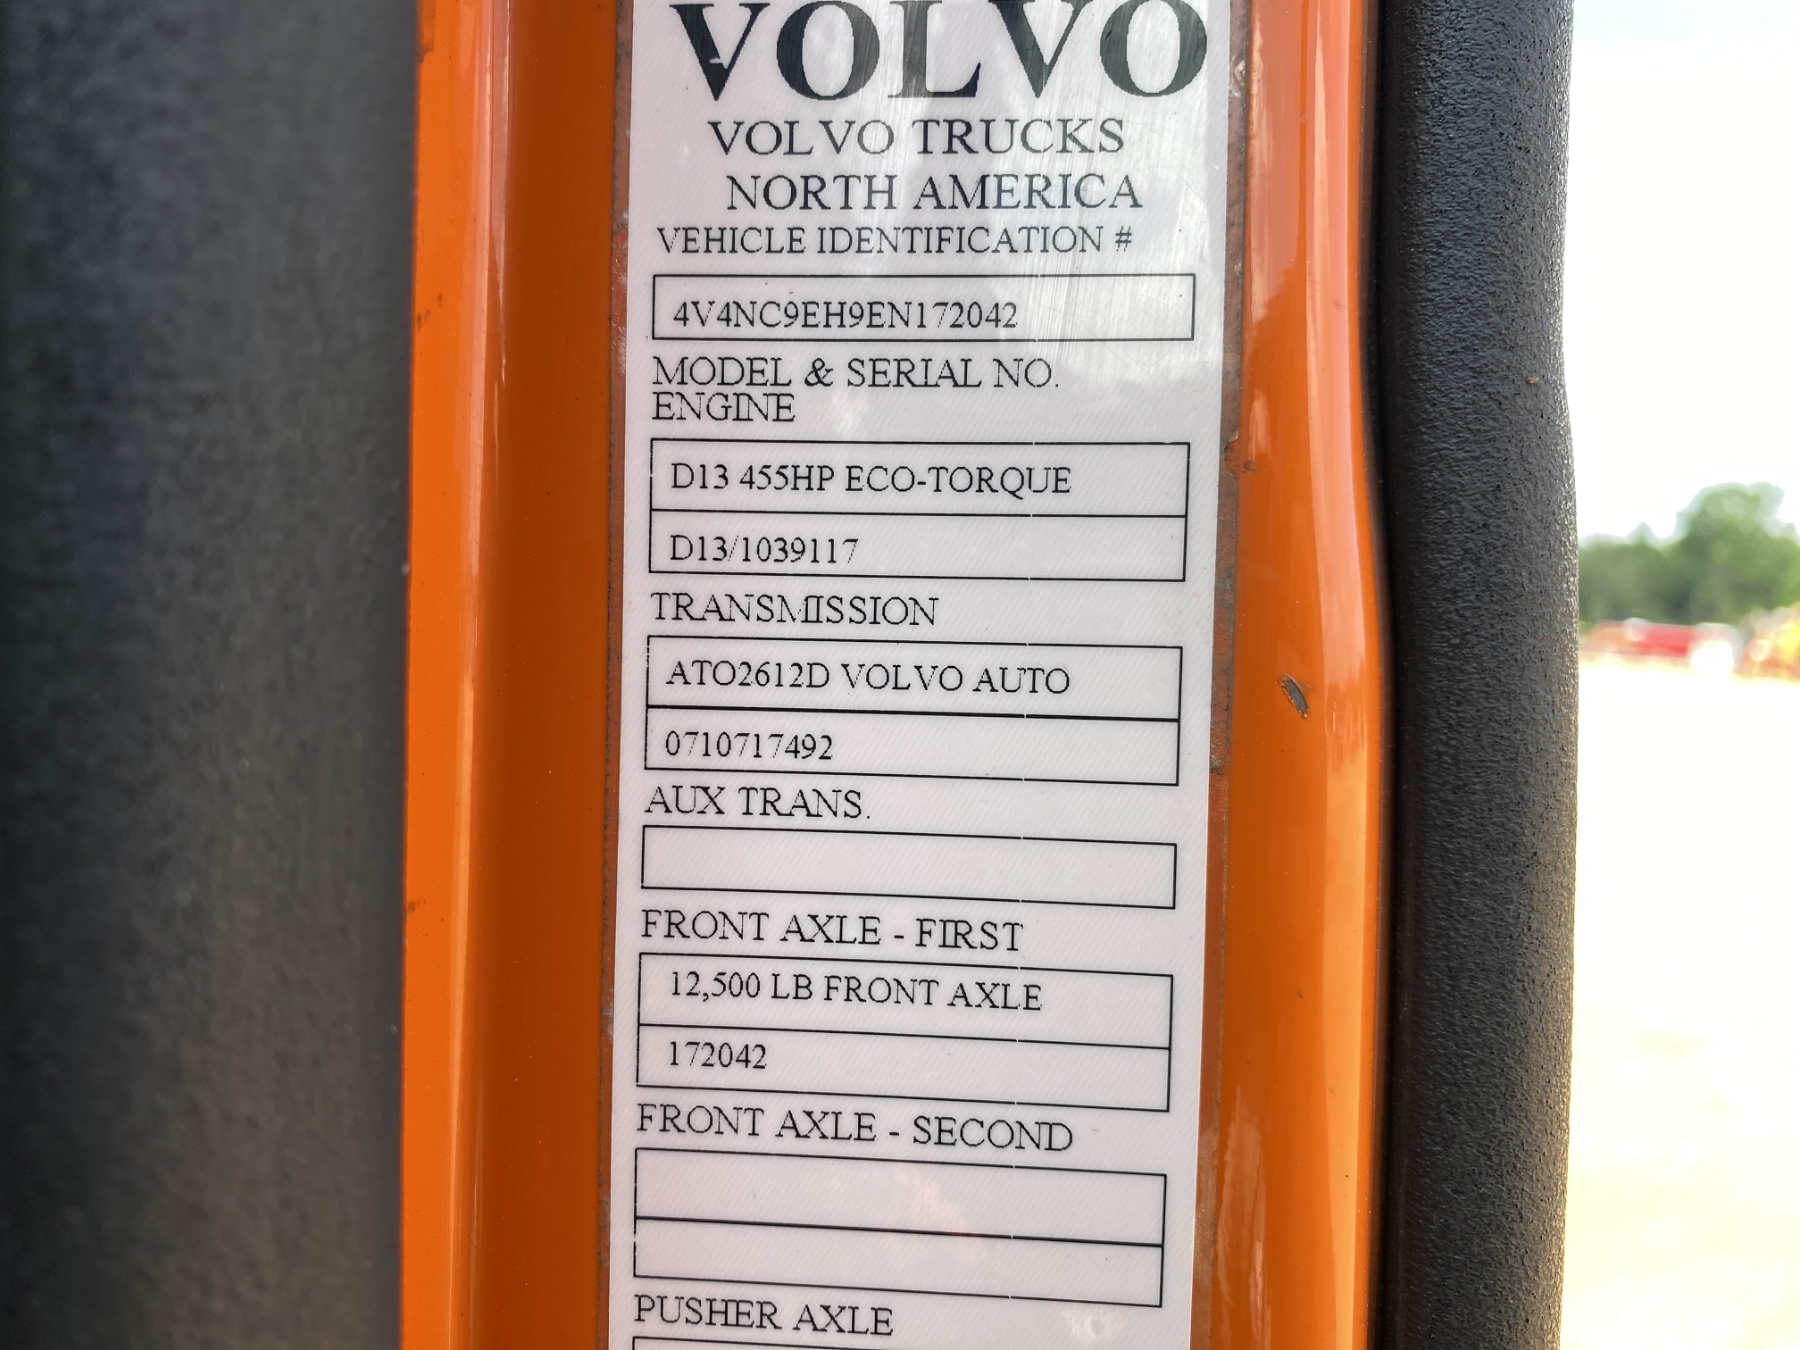 VOLVO
VOLVO TRUCKS
NORTH AMERICA
VEHICLE IDENTIFICATION #
4V4NC9EH9EN172042
MODEL & SERIAL NO.
ENGINE
D13 455HP ECO-TORQUE
D13/1039117
TRANSMISSION
ATO2612D VOLVO AUTO
0710717492
AUX TRANS.
FRONT AXLE - FIRST
12,500 LB FRONT AXLE
172042
FRONT AXLE - SECOND
PUSHER AXLE